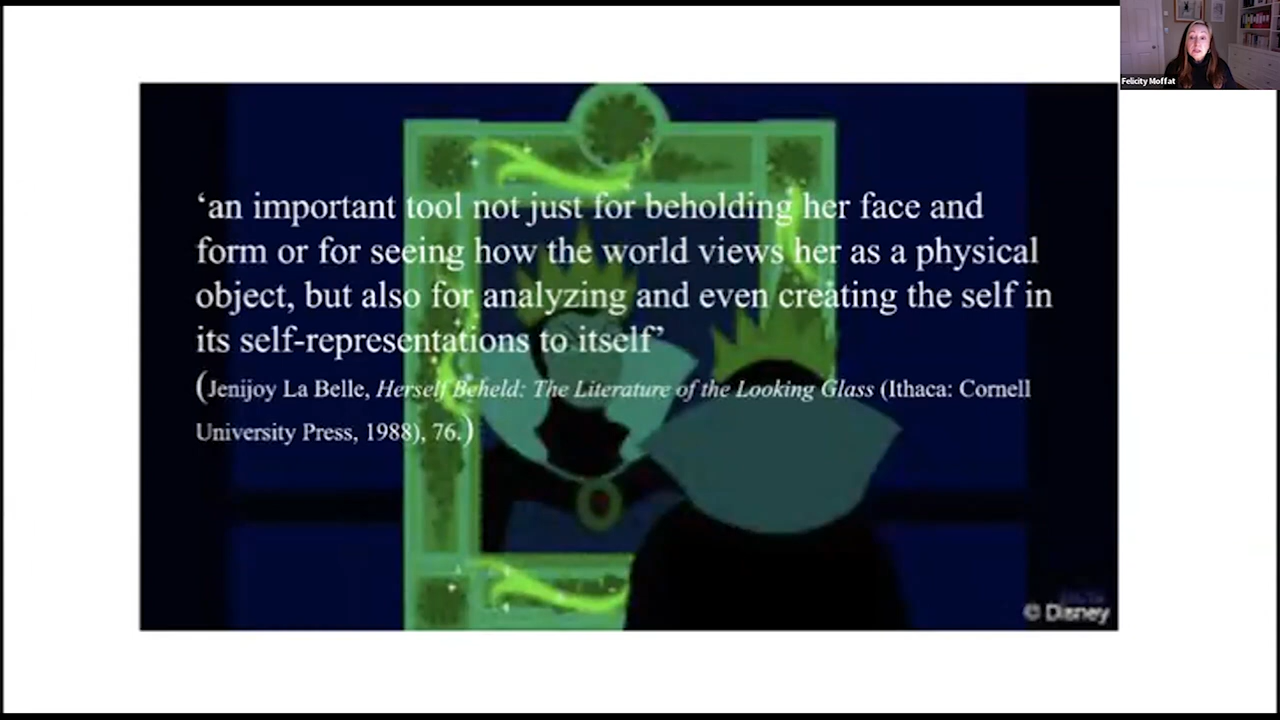 Felicity Moffat
‘an important tool not just for beholding her face and
form or for seeing how the world views her as a physical
object, but also for analyzing and even creating the self in
its self-representations to itself’
(Jenijoy La Belle, Herself Beheld: The Literature of the Looking Glass (Ithaca: Cornell
University Press, 1988), 76.)
© Disney